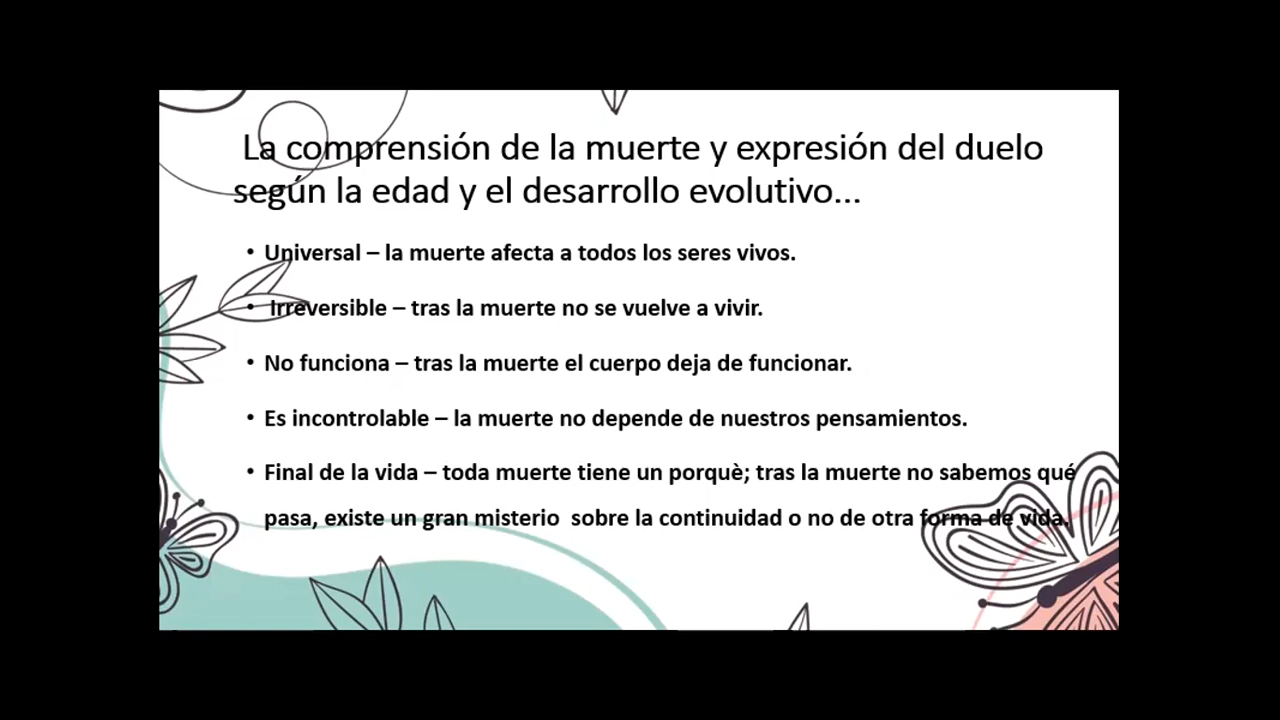 La comprensión de la muerte y expresión del duelo
según la edad y el desarrollo evolutivo...
• Universal – la muerte afecta a todos los seres vivos.
• Irreversible – tras la muerte no se vuelve a vivir.
• No funciona – tras la muerte el cuerpo deja de funcionar.
• Es incontrolable – la muerte no depende de nuestros pensamientos.
• Final de la vida – toda muerte tiene un porquè; tras la muerte no sabemos qué
pasa, existe un gran misterio sobre la continuidad o no de otra forma de vida.